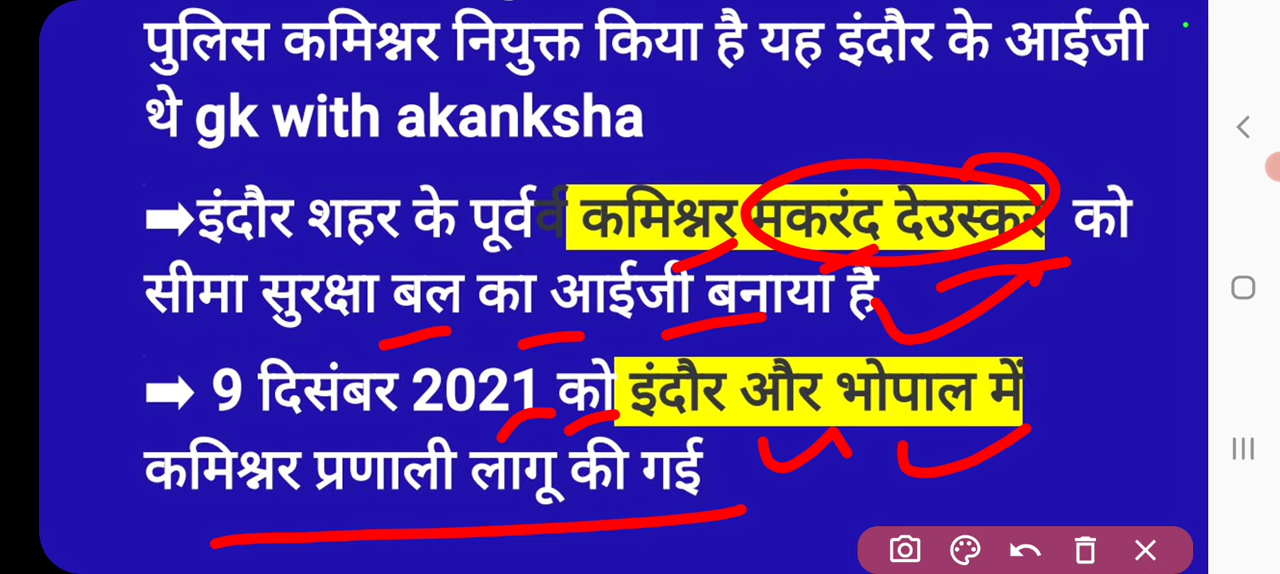 पुलिस कमिश्नर नियुक्त किया है यह इंदौर के आईजी
थे gk with akanksha
➡इंदौर शहर के पूर्व कमिश्नर मकरंद देउस्कर को
सीमा सुरक्षा बल का आईजी बनाया है
➡ 9 दिसंबर 2021 को इंदौर और भोपाल में
कमिश्नर प्रणाली लागू की गई